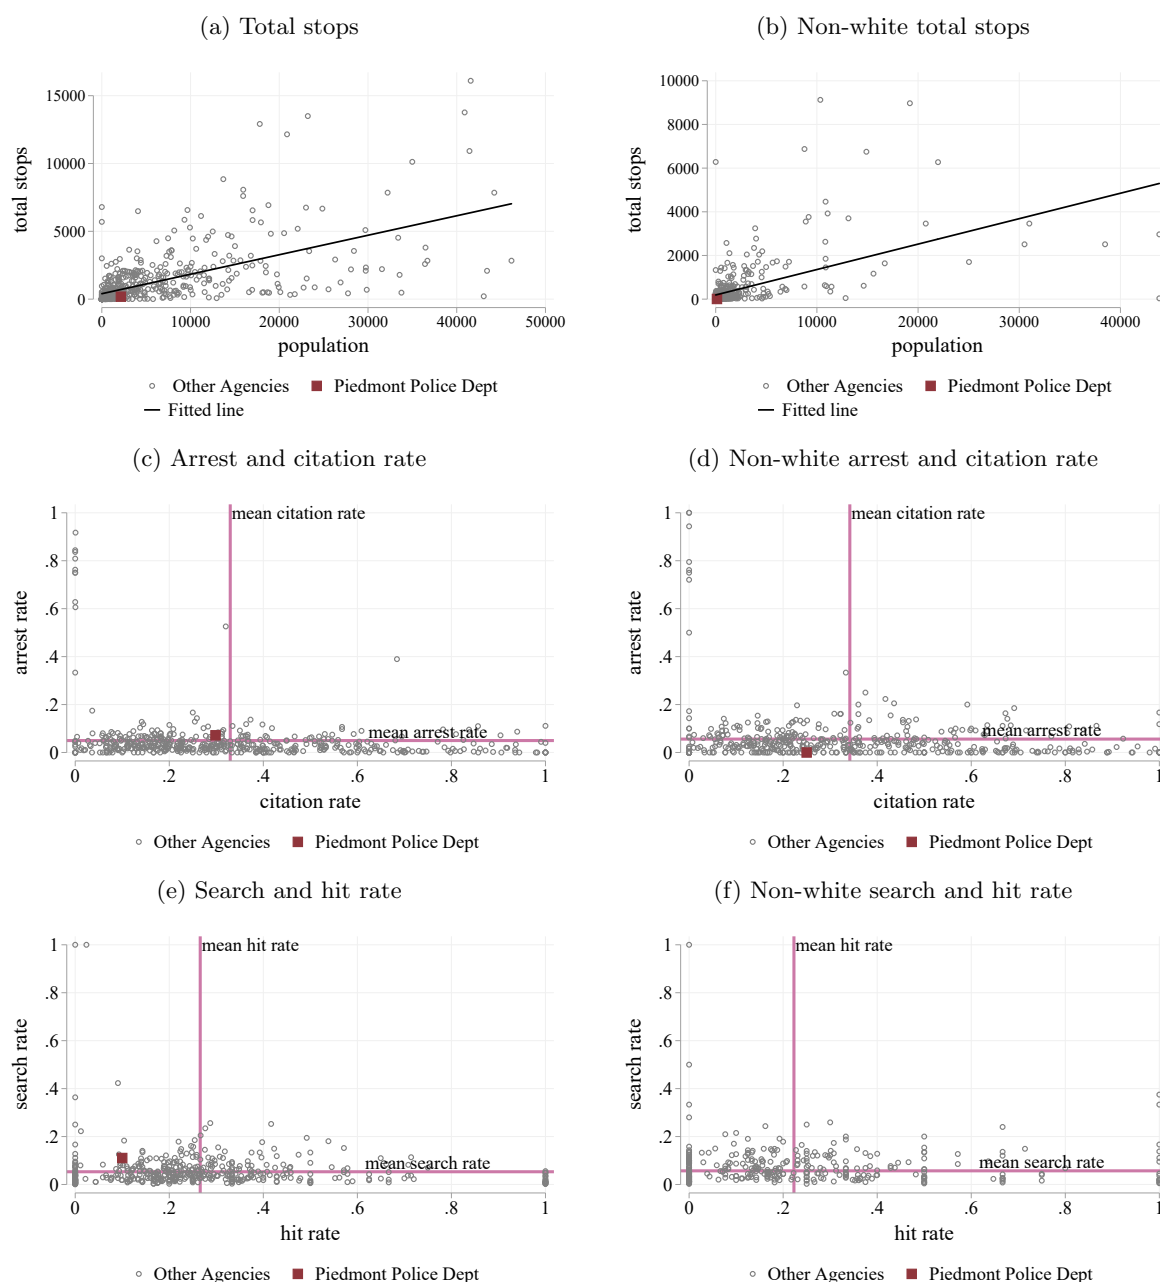 (a) Total stops
(b) Non-white total stops
total stops
15000
10000
5000
0
0 10000 20000 30000 40000 50000
population
Other Agencies Piedmont Police Dept
Fitted line
total stops
10000
8000
6000
4000
2000
0
0 10000 20000 30000 40000
population
Other Agencies Piedmont Police Dept
Fitted line
(c) Arrest and citation rate
(d) Non-white arrest and citation rate
mean citation rate
arrest rate
1
.8
.6
.4
.2
0
mean arrest rate
0 .2 .4 .6 .8 1
citation rate
Other Agencies Piedmont Police Dept
mean citation rate
arrest rate
1
.8
.6
.4
.2
0
mean arrest rate
0 .2 .4 .6 .8 1
citation rate
Other Agencies Piedmont Police Dept
(e) Search and hit rate
(f) Non-white search and hit rate
mean hit rate
search rate
1
.8
.6
.4
.2
0
mean search rate
0 .2 .4 .6 .8 1
hit rate
Other Agencies Piedmont Police Dept
mean hit rate
search rate
1
.8
.6
.4
.2
0
mean search rate
0 .2 .4 .6 .8 1
hit rate
Other Agencies Piedmont Police Dept